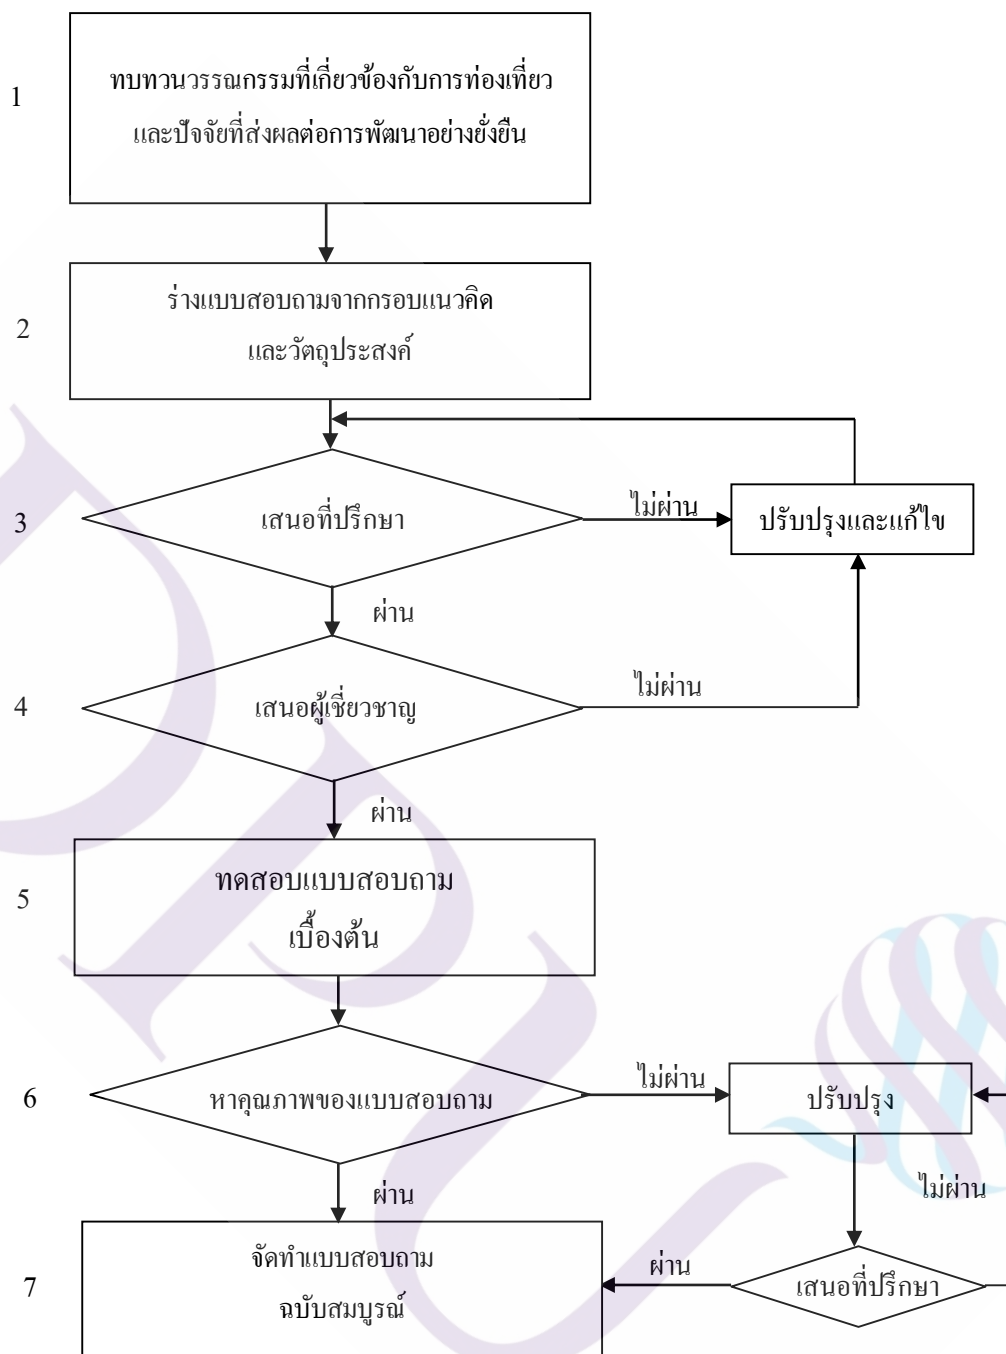 1
ทบทวนวรรณกรรมที่เกี่ยวข้องกับการท่องเที่ยว
และปัจจัยที่ส่งผลต่อการพัฒนาอย่างยั่งยืน
2
ร่างแบบสอบถามจากกรอบแนวคิด
และวัตถุประสงค์
3
เสนอที่ปรึกษา
ไม่ผ่าน
ปรับปรุงและแก้ไข
ผ่าน
4
เสนอผู้เชี่ยวชาญ
ไม่ผ่าน
ผ่าน
5
ทดสอบแบบสอบถาม
เบื้องต้น
6
หาคุณภาพของแบบสอบถาม
ไม่ผ่าน
ปรับปรุง
ผ่าน
ไม่ผ่าน
7
จัดทำแบบสอบถาม
ฉบับสมบูรณ์
ผ่าน
เสนอที่ปรึกษา
DPU